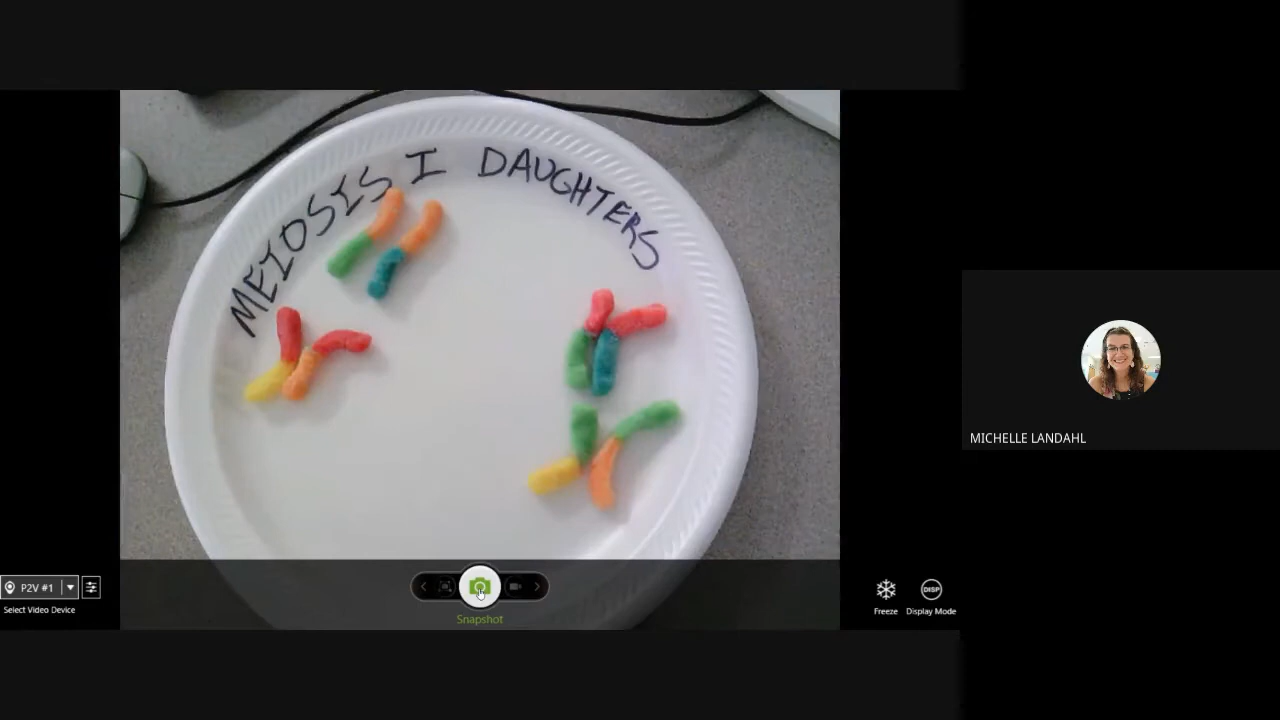 MEIOSIS I DAUGHTERS
MICHELLE LANDAHL
P2V #1
Select Video Device
Snapshot
DISP
Freeze
Display Mode